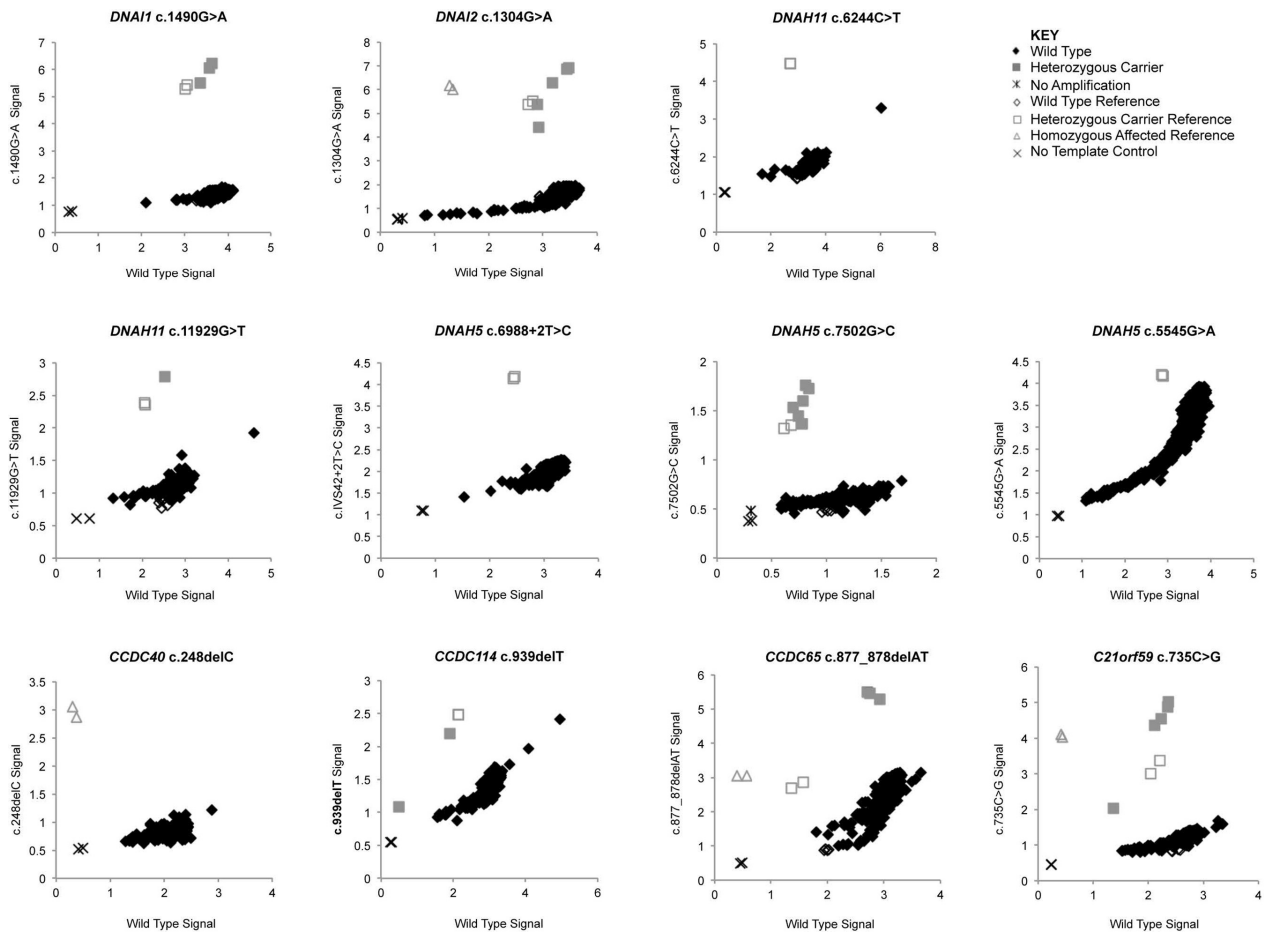 DNAI1 c.1490G>A
c.1490G>A Signal
7
6
5
4
3
2
1
0
0 1 2 3 4 5
Wild Type Signal
DNAI2 c.1304G>A
c.1304G>A Signal
8
7
6
5
4
3
2
1
0
0 1 2 3 4
Wild Type Signal
DNAH11 c.6244C>T
c.6244C>T Signal
5
4
3
2
1
0
0 2 4 6 8
Wild Type Signal
KEY
Wild Type
Heterozygous Carrier
No Amplification
Wild Type Reference
Heterozygous Carrier Reference
Homozygous Affected Reference
No Template Control
DNAH11 c.11929G>T
c.11929G>T Signal
3
2.5
2
1.5
1
0.5
0
0 1 2 3 4 5
Wild Type Signal
DNAH5 c.6988+2T>C
c.IVS42+2T>C Signal
4.5
4
3.5
3
2.5
2
1.5
1
0.5
0
0 1 2 3 4
Wild Type Signal
DNAH5 c.7502G>C
c.7502G>C Signal
2
1.5
1
0.5
0
0 0.5 1 1.5 2
Wild Type Signal
DNAH5 c.5545G>A
c.5545G>A Signal
4.5
4
3.5
3
2.5
2
1.5
1
0.5
0
0 1 2 3 4 5
Wild Type Signal
CCDC40 c.248delC
c.248delC Signal
3.5
3
2.5
2
1.5
1
0.5
0
0 1 2 3 4
Wild Type Signal
CCDC114 c.939delT
c.939delT Signal
3
2.5
2
1.5
1
0.5
0
0 2 4 6
Wild Type Signal
CCDC65 c.877_878delAT
c.877_878delAT Signal
6
5
4
3
2
1
0
0 1 2 3 4
Wild Type Signal
C21orf59 c.735C>G
c.735C>G Signal
6
5
4
3
2
1
0
0 1 2 3 4
Wild Type Signal